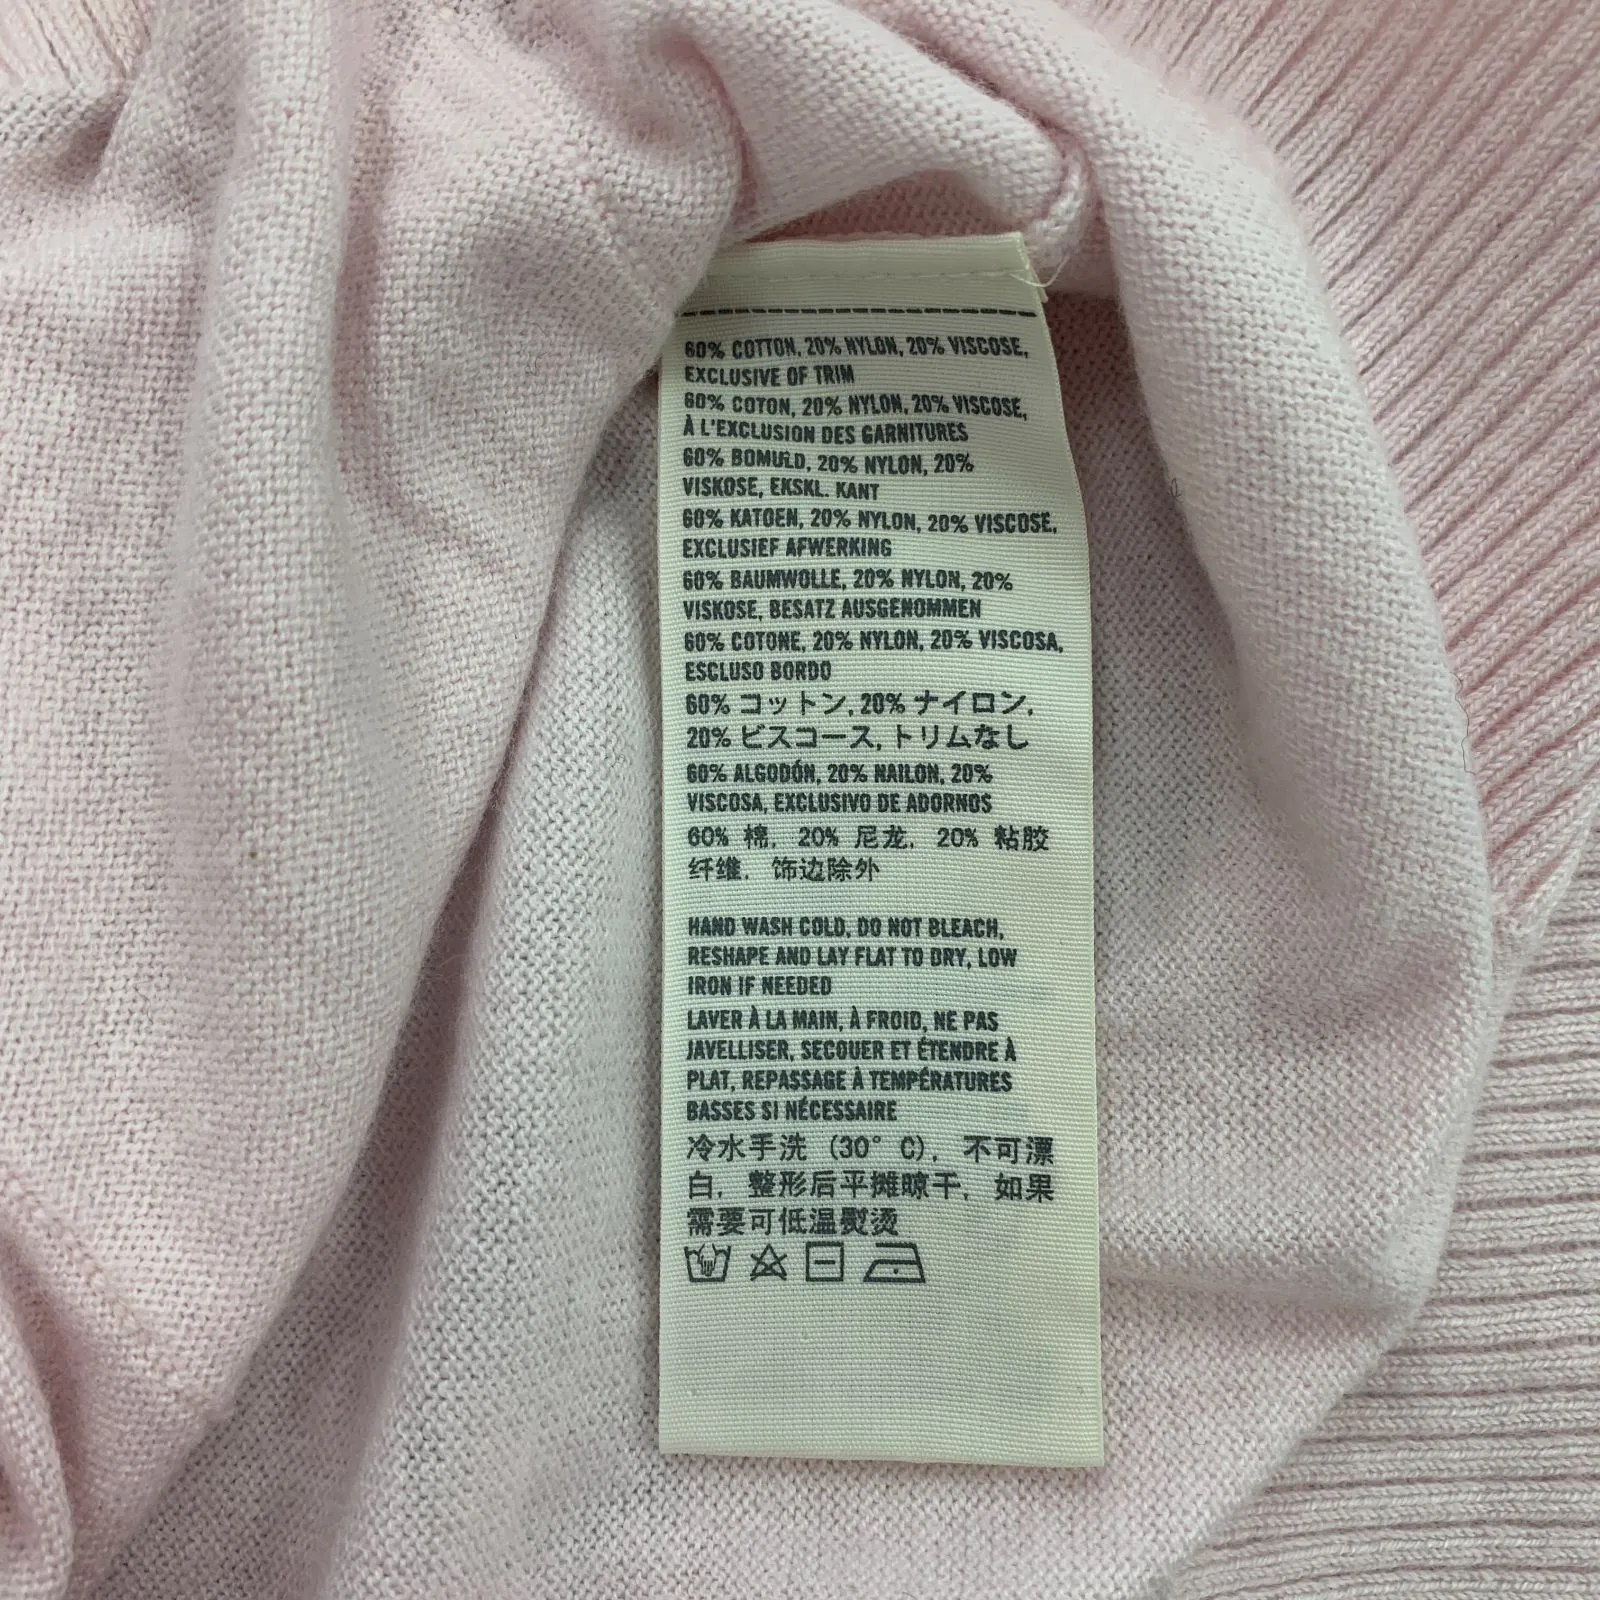 60% COTTON, 20% NYLON, 20% VISCOSE,
EXCLUSIVE OF TRIM
60% COTON, 20% NYLON, 20% VISCOSE,
À L'EXCLUSION DES GARNITURES
60% BOMULD, 20% NYLON, 20%
VISKOSE, EKSKL. KANT
60% KATOEN, 20% NYLON, 20% VISCOSE,
EXCLUSIEF AFWERKING
60% BAUMWOLLE, 20% NYLON, 20%
VISKOSE, BESATZ AUSGENOMMEN
60% COTONE, 20% NYLON, 20% VISCOSA,
ESCLUSO BORDO
60% コットン, 20% ナイロン,
20% ビスコース, トリムなし
60% ALGODÓN, 20% NAILON, 20%
VISCOSA, EXCLUSIVO DE ADORNOS
60% 棉, 20% 尼龙, 20% 粘胶
纤维, 饰边除外
HAND WASH COLD, DO NOT BLEACH,
RESHAPE AND LAY FLAT TO DRY, LOW
IRON IF NEEDED
LAVER À LA MAIN, À FROID, NE PAS
JAVELLISER, SECOUER ET ÉTENDRE À
PLAT, REPASSAGE À TEMPÉRATURES
BASSES SI NÉCESSAIRE
冷水手洗 (30° C), 不可漂
白, 整形后平摊晾干, 如果
需要可低温熨烫